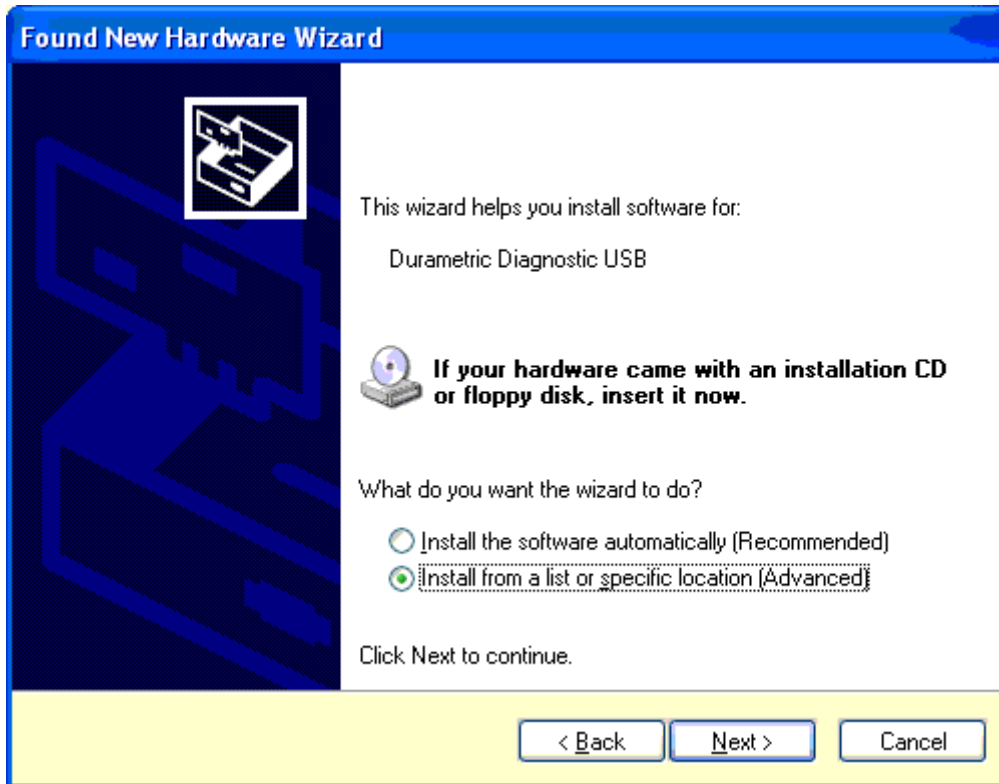 Found New Hardware Wizard
This wizard helps you install software for:
Durametric Diagnostic USB
If your hardware came with an installation CD
or floppy disk, insert it now.
What do you want the wizard to do?
Install the software automatically (Recommended)
Install from a list or specific location (Advanced)
Click Next to continue.
< Back Next > Cancel